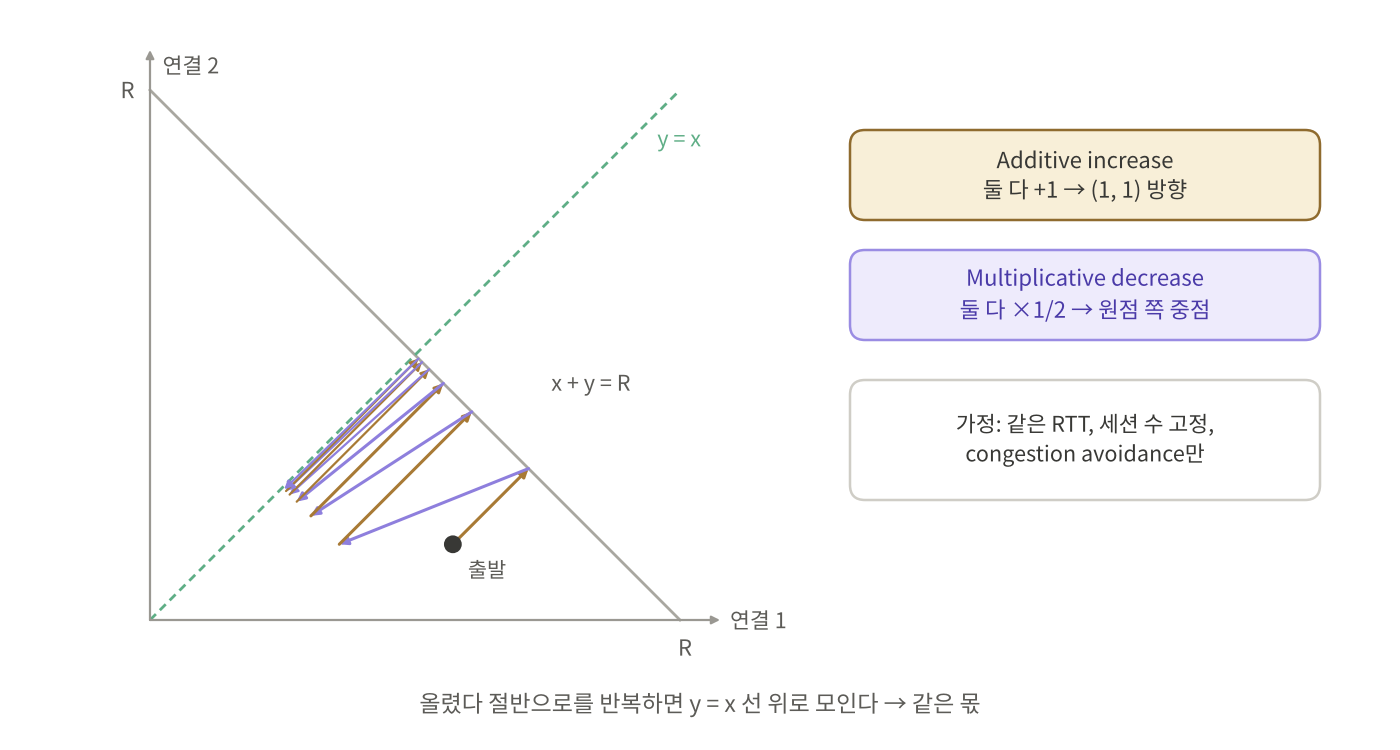 연결 2
R
y = x
x + y = R
출발
연결 1
R
Additive increase
둘 다 +1 → (1, 1) 방향
Multiplicative decrease
둘 다 ×1/2 → 원점 쪽 중점
가정: 같은 RTT, 세션 수 고정,
congestion avoidance만
올렸다 절반으로를 반복하면 y = x 선 위로 모인다 → 같은 몫